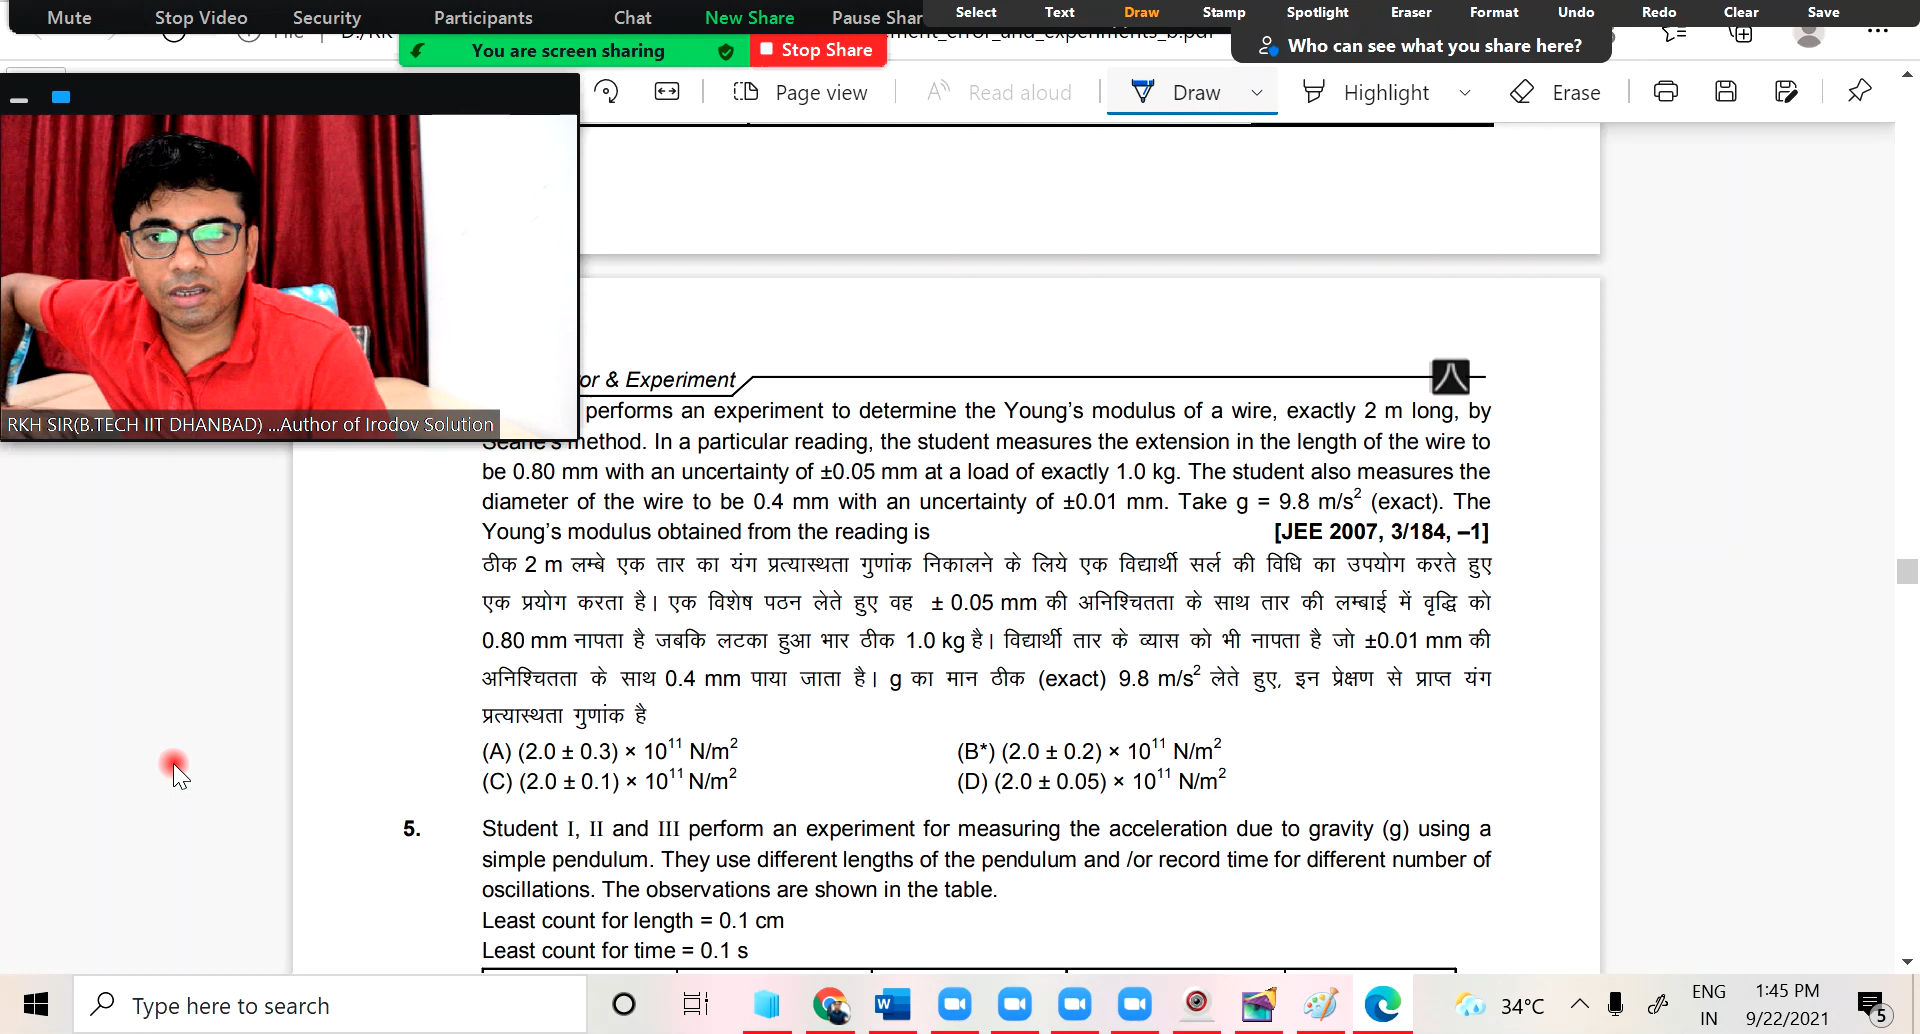 Mute Stop Video Security Participants Chat New Share Pause Shar Select Text Draw Stamp Spotlight Eraser Format Undo Redo Clear Save
You are screen sharing Stop Share Who can see what you share here?
Page view Read aloud Draw Highlight Erase
or & Experiment
performs an experiment to determine the Young's modulus of a wire, exactly 2 m long, by
Searle's method. In a particular reading, the student measures the extension in the length of the wire to
be 0.80 mm with an uncertainty of ±0.05 mm at a load of exactly 1.0 kg. The student also measures the
diameter of the wire to be 0.4 mm with an uncertainty of ±0.01 mm. Take g = 9.8 m/s² (exact). The
Young's modulus obtained from the reading is [JEE 2007, 3/184, –1]
ठीक 2 m लम्बे एक तार का यंग प्रत्यास्थता गुणांक निकालने के लिये एक विद्यार्थी सर्ल की विधि का उपयोग करते हुए
एक प्रयोग करता है। एक विशेष पठन लेते हुए वह ± 0.05 mm की अनिश्चितता के साथ तार की लम्बाई में वृद्धि को
0.80 mm नापता है जबकि लटका हुआ भार ठीक 1.0 kg है। विद्यार्थी तार के व्यास को भी नापता है जो ±0.01 mm की
अनिश्चितता के साथ 0.4 mm पाया जाता है। g का मान ठीक (exact) 9.8 m/s² लेते हुए, इन प्रेक्षण से प्राप्त यंग
प्रत्यास्थता गुणांक है
(A) (2.0 ± 0.3) × 10¹¹ N/m² (B*) (2.0 ± 0.2) × 10¹¹ N/m²
(C) (2.0 ± 0.1) × 10¹¹ N/m² (D) (2.0 ± 0.05) × 10¹¹ N/m²
5. Student I, II and III perform an experiment for measuring the acceleration due to gravity (g) using a
simple pendulum. They use different lengths of the pendulum and /or record time for different number of
oscillations. The observations are shown in the table.
Least count for length = 0.1 cm
Least count for time = 0.1 s
RKH SIR(B.TECH IIT DHANBAD) ...Author of Irodov Solution
Type here to search 34°C ENG 1:45 PM
IN 9/22/2021 5